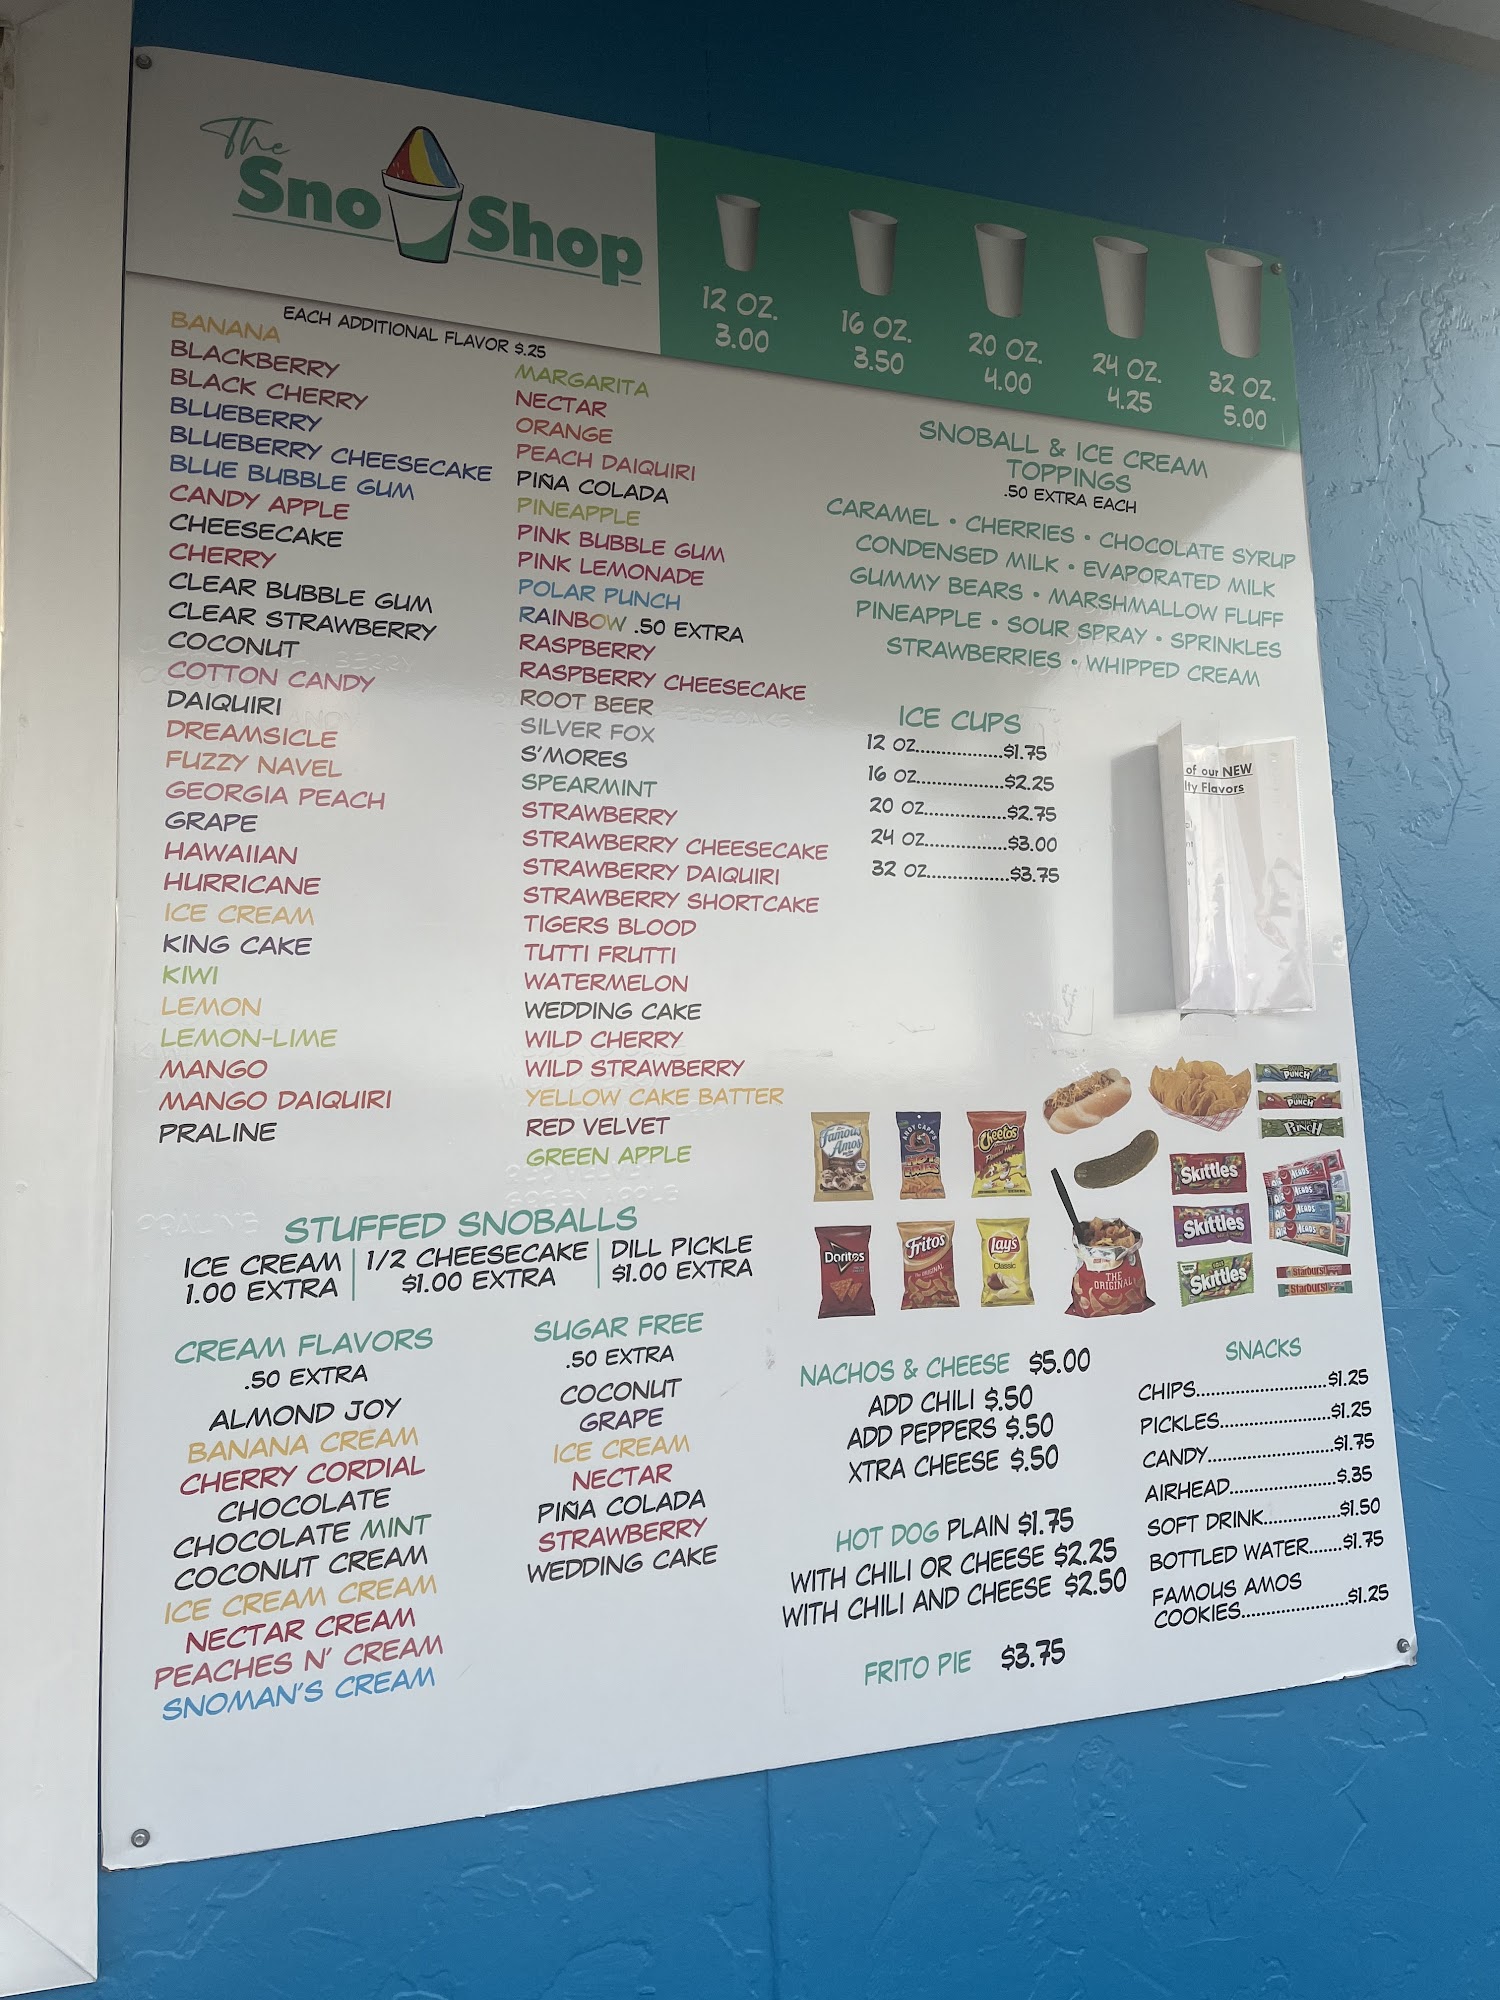 The
Sno Shop
12 OZ.
3.00
16 OZ.
3.50
20 OZ.
4.00
24 OZ.
4.25
32 OZ.
5.00
EACH ADDITIONAL FLAVOR $.25
BANANA
BLACKBERRY
BLACK CHERRY
BLUEBERRY
BLUEBERRY CHEESECAKE
BLUE BUBBLE GUM
CANDY APPLE
CHEESECAKE
CHERRY
CLEAR BUBBLE GUM
CLEAR STRAWBERRY
COCONUT
COTTON CANDY
DAIQUIRI
DREAMSICLE
FUZZY NAVEL
GEORGIA PEACH
GRAPE
HAWAIIAN
HURRICANE
ICE CREAM
KING CAKE
KIWI
LEMON
LEMON-LIME
MANGO
MANGO DAIQUIRI
PRALINE
MARGARITA
NECTAR
ORANGE
PEACH DAIQUIRI
PIÑA COLADA
PINEAPPLE
PINK BUBBLE GUM
PINK LEMONADE
POLAR PUNCH
RAINBOW .50 EXTRA
RASPBERRY
RASPBERRY CHEESECAKE
ROOT BEER
SILVER FOX
S'MORES
SPEARMINT
STRAWBERRY
STRAWBERRY CHEESECAKE
STRAWBERRY DAIQUIRI
STRAWBERRY SHORTCAKE
TIGERS BLOOD
TUTTI FRUTTI
WATERMELON
WEDDING CAKE
WILD CHERRY
WILD STRAWBERRY
YELLOW CAKE BATTER
RED VELVET
GREEN APPLE
SNOBALL & ICE CREAM
TOPPINGS
.50 EXTRA EACH
CARAMEL • CHERRIES • CHOCOLATE SYRUP
CONDENSED MILK • EVAPORATED MILK
GUMMY BEARS • MARSHMALLOW FLUFF
PINEAPPLE • SOUR SPRAY • SPRINKLES
STRAWBERRIES • WHIPPED CREAM
ICE CUPS
12 OZ................$1.75
16 OZ................$2.25
20 OZ................$2.75
24 OZ................$3.00
32 OZ................$3.75
of our NEW
lty Flavors
STUFFED SNOBALLS
ICE CREAM
1.00 EXTRA
1/2 CHEESECAKE
$1.00 EXTRA
DILL PICKLE
$1.00 EXTRA
CREAM FLAVORS
.50 EXTRA
ALMOND JOY
BANANA CREAM
CHERRY CORDIAL
CHOCOLATE
CHOCOLATE MINT
COCONUT CREAM
ICE CREAM CREAM
NECTAR CREAM
PEACHES N' CREAM
SNOMAN'S CREAM
SUGAR FREE
.50 EXTRA
COCONUT
GRAPE
ICE CREAM
NECTAR
PIÑA COLADA
STRAWBERRY
WEDDING CAKE
Famous
Amos
ANDY CAPP'S
HOT
FRIES
Cheetos
Flamin' Hot
Doritos
Fritos
THE ORIGINAL
Lay's
Classic
THE
ORIGINAL
PUNCH
PUNCH
PUNCH
Skittles
Skittles
Skittles
AIRHEADS
AIRHEADS
AIRHEADS
AIRHEADS
Starburst
Starburst
NACHOS & CHEESE $5.00
ADD CHILI $.50
ADD PEPPERS $.50
XTRA CHEESE $.50
HOT DOG PLAIN $1.75
WITH CHILI OR CHEESE $2.25
WITH CHILI AND CHEESE $2.50
FRITO PIE $3.75
SNACKS
CHIPS..........................$1.25
PICKLES......................$1.25
CANDY.........................$1.75
AIRHEAD.....................$.35
SOFT DRINK...............$1.50
BOTTLED WATER.......$1.75
FAMOUS AMOS
COOKIES.....................$1.25